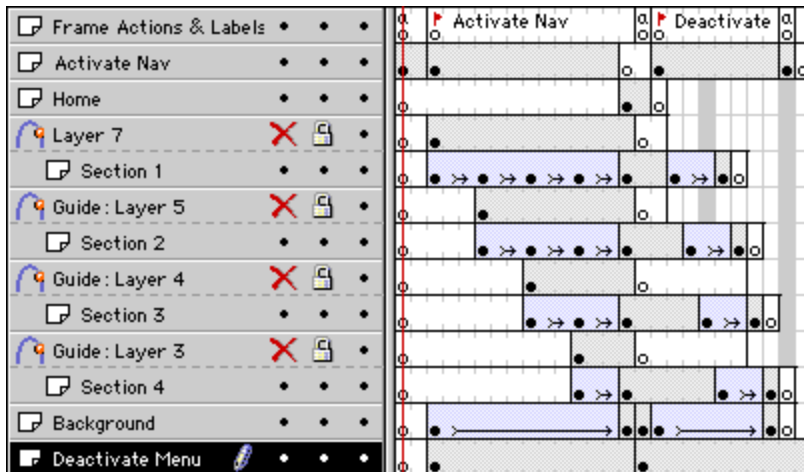 Frame Actions & Labels
a Activate Nav a Deactivate a
Activate Nav
Home
Layer 7
Section 1
Guide: Layer 5
Section 2
Guide: Layer 4
Section 3
Guide: Layer 3
Section 4
Background
Deactivate Menu